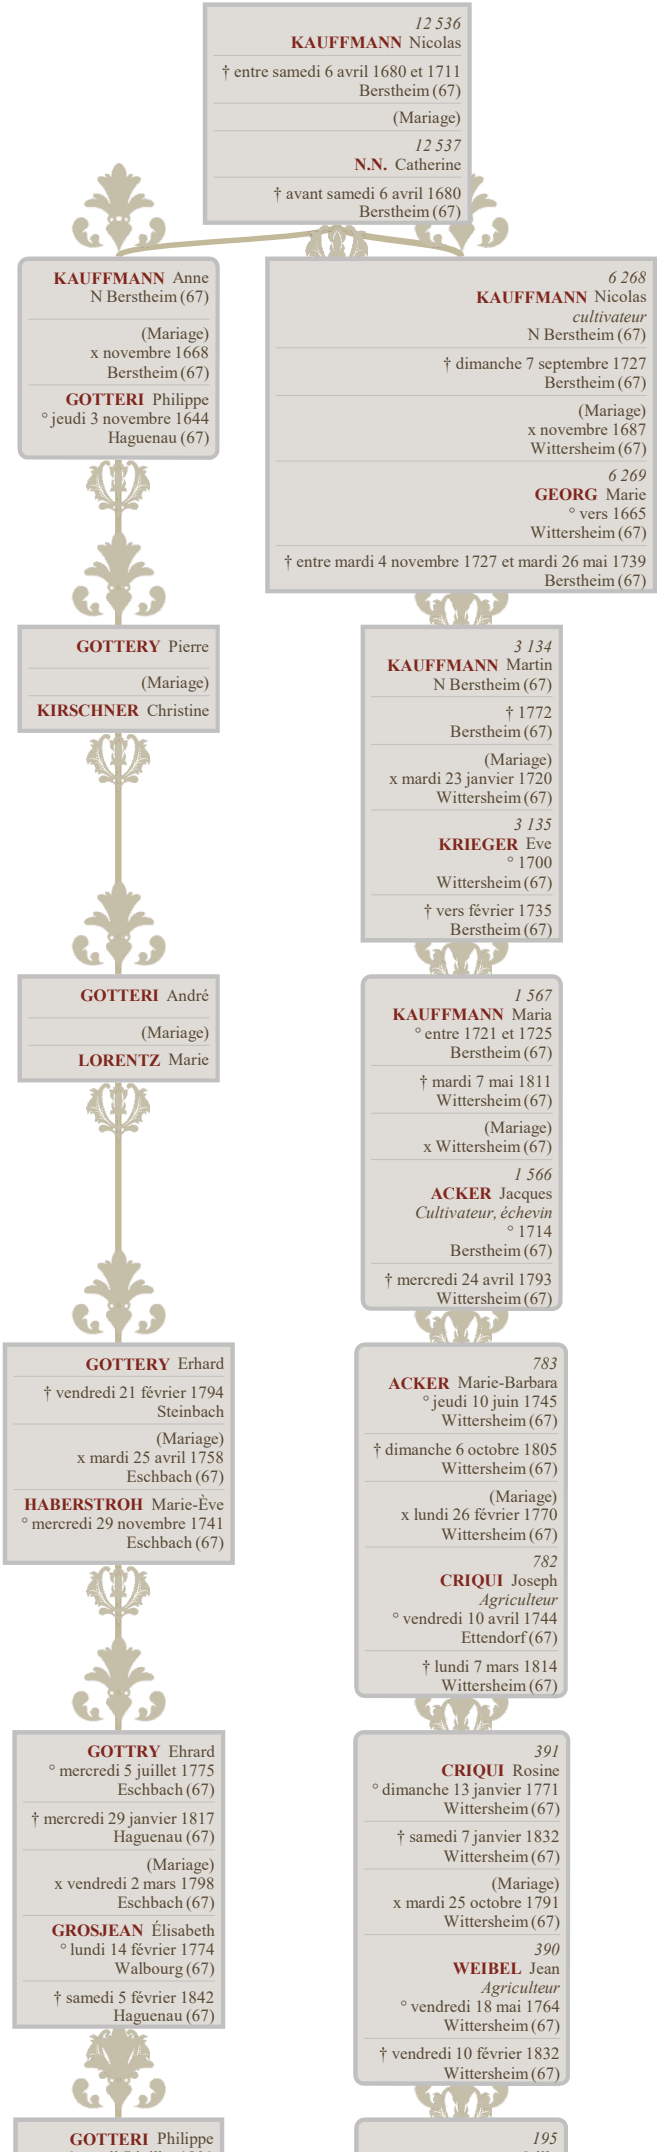 12 536
KAUFFMANN Nicolas
† entre samedi 6 avril 1680 et 1711
Berstheim (67)
(Mariage)
12 537
N.N. Catherine
† avant samedi 6 avril 1680
Berstheim (67)
KAUFFMANN Anne
N Berstheim (67)
(Mariage)
x novembre 1668
Berstheim (67)
GOTTERI Philippe
° jeudi 3 novembre 1644
Haguenau (67)
6 268
KAUFFMANN Nicolas
cultivateur
N Berstheim (67)
† dimanche 7 septembre 1727
Berstheim (67)
(Mariage)
x novembre 1687
Wittersheim (67)
6 269
GEORG Marie
° vers 1665
Wittersheim (67)
† entre mardi 4 novembre 1727 et mardi 26 mai 1739
Berstheim (67)
GOTTERY Pierre
(Mariage)
KIRSCHNER Christine
3 134
KAUFFMANN Martin
N Berstheim (67)
† 1772
Berstheim (67)
(Mariage)
x mardi 23 janvier 1720
Wittersheim (67)
3 135
KRIEGER Eve
° 1700
Wittersheim (67)
† vers février 1735
Berstheim (67)
GOTTERI André
(Mariage)
LORENTZ Marie
1 567
KAUFFMANN Maria
° entre 1721 et 1725
Berstheim (67)
† mardi 7 mai 1811
Wittersheim (67)
(Mariage)
x Wittersheim (67)
1 566
ACKER Jacques
Cultivateur, échevin
° 1714
Berstheim (67)
† mercredi 24 avril 1793
Wittersheim (67)
GOTTERY Erhard
† vendredi 21 février 1794
Steinbach
(Mariage)
x mardi 25 avril 1758
Eschbach (67)
HABERSTROH Marie-Ève
° mercredi 29 novembre 1741
Eschbach (67)
783
ACKER Marie-Barbara
° jeudi 10 juin 1745
Wittersheim (67)
† dimanche 6 octobre 1805
Wittersheim (67)
(Mariage)
x lundi 26 février 1770
Wittersheim (67)
782
CRIQUI Joseph
Agriculteur
° vendredi 10 avril 1744
Ettendorf (67)
† lundi 7 mars 1814
Wittersheim (67)
GOTTRY Ehrard
° mercredi 5 juillet 1775
Eschbach (67)
† mercredi 29 janvier 1817
Haguenau (67)
(Mariage)
x vendredi 2 mars 1798
Eschbach (67)
GROSJEAN Élisabeth
° lundi 14 février 1774
Walbourg (67)
† samedi 5 février 1842
Haguenau (67)
391
CRIQUI Rosine
° dimanche 13 janvier 1771
Wittersheim (67)
† samedi 7 janvier 1832
Wittersheim (67)
(Mariage)
x mardi 25 octobre 1791
Wittersheim (67)
390
WEIBEL Jean
Agriculteur
° vendredi 18 mai 1764
Wittersheim (67)
† vendredi 10 février 1832
Wittersheim (67)
GOTTERI Philippe
195